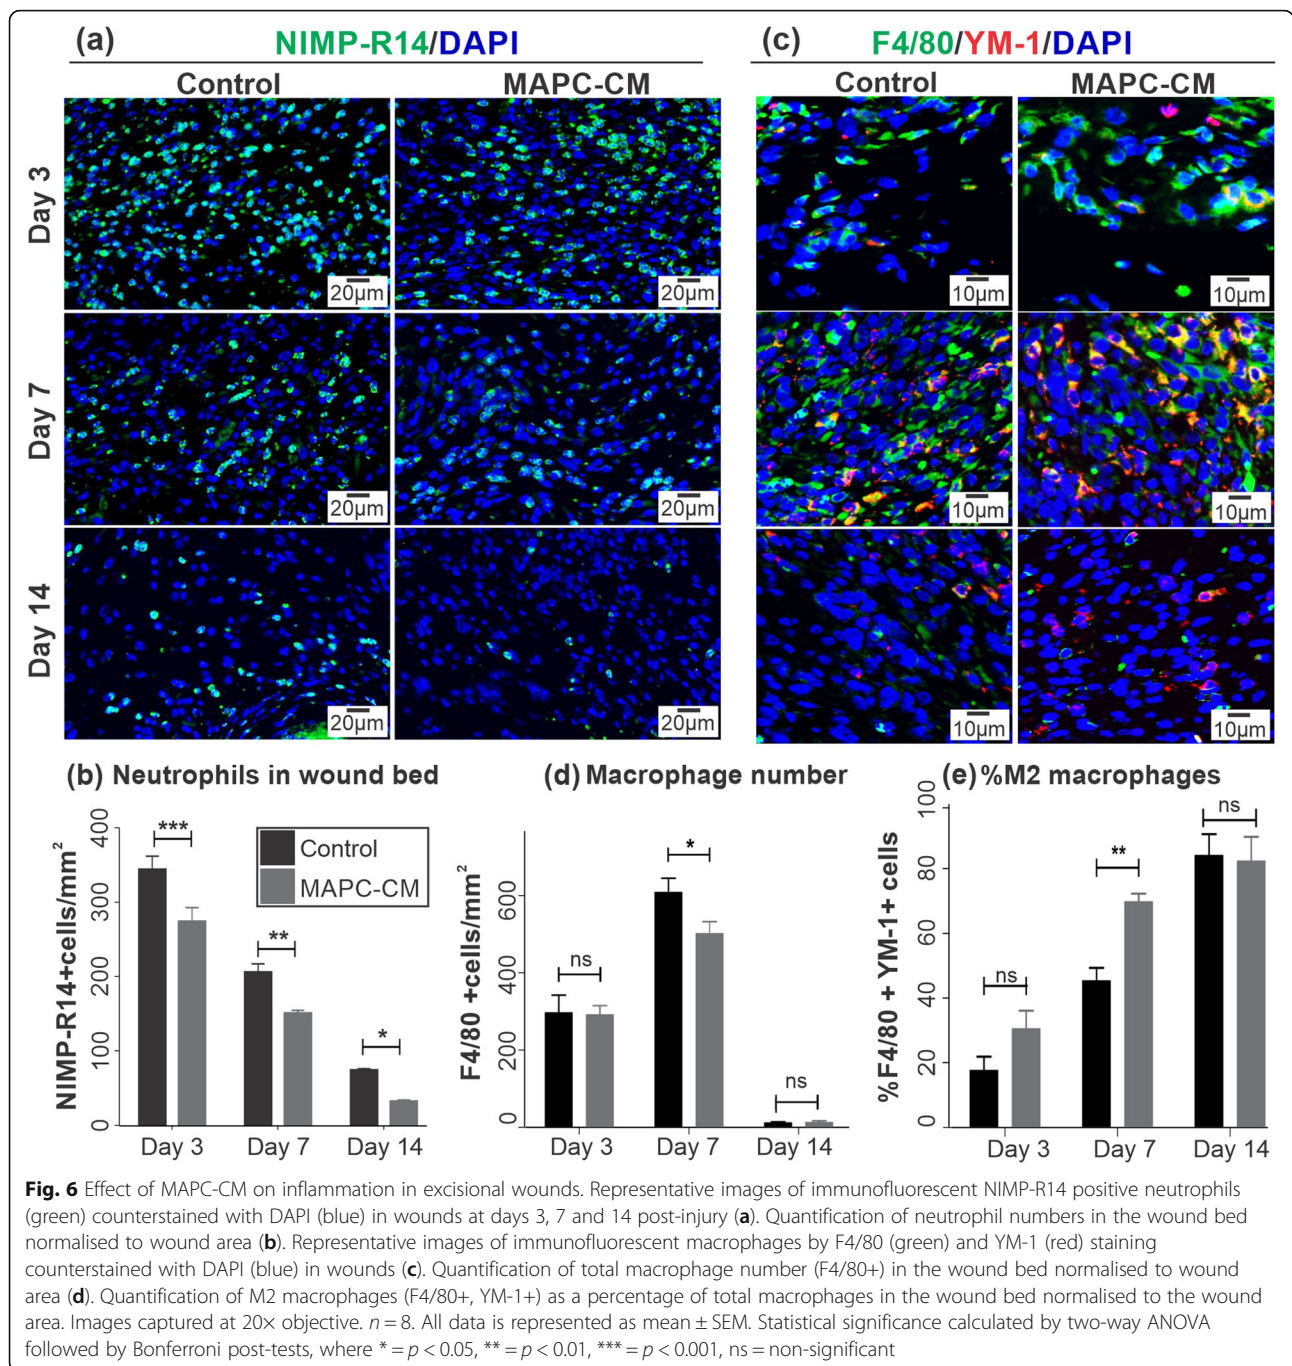 (a) NIMP-R14/DAPI
Control MAPC-CM
Day 3
20µm 20µm
Day 7
20µm 20µm
Day 14
20µm 20µm
(c) F4/80/YM-1/DAPI
Control MAPC-CM
10µm 10µm
10µm 10µm
10µm 10µm
(b) Neutrophils in wound bed
NIMP-R14+cells/mm²
400
300
200
100
0
***
**
*
Control
MAPC-CM
Day 3 Day 7 Day 14
(d) Macrophage number
F4/80 +cells/mm²
600
400
200
0
ns
*
ns
Day 3 Day 7 Day 14
(e) %M2 macrophages
%F4/80 + YM-1+ cells
100
80
60
40
20
0
ns
**
ns
Day 3 Day 7 Day 14
Fig. 6 Effect of MAPC-CM on inflammation in excisional wounds. Representative images of immunofluorescent NIMP-R14 positive neutrophils
(green) counterstained with DAPI (blue) in wounds at days 3, 7 and 14 post-injury (a). Quantification of neutrophil numbers in the wound bed
normalised to wound area (b). Representative images of immunofluorescent macrophages by F4/80 (green) and YM-1 (red) staining
counterstained with DAPI (blue) in wounds (c). Quantification of total macrophage number (F4/80+) in the wound bed normalised to wound
area (d). Quantification of M2 macrophages (F4/80+, YM-1+) as a percentage of total macrophages in the wound bed normalised to the wound
area. Images captured at 20× objective. n = 8. All data is represented as mean ± SEM. Statistical significance calculated by two-way ANOVA
followed by Bonferroni post-tests, where * = p < 0.05, ** = p < 0.01, *** = p < 0.001, ns = non-significant